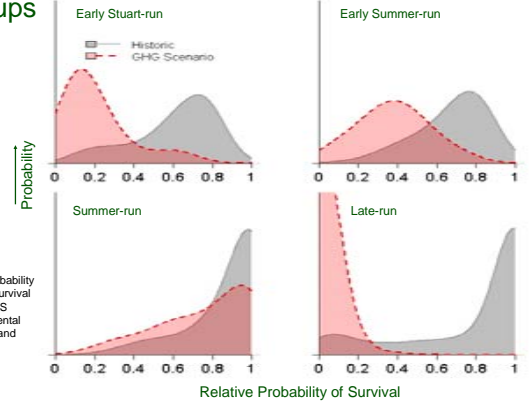 ups
Early Stuart-run
Early Summer-run
Historic
GHG Scenario
Probability
0 0.2 0.4 0.6 0.8 1
0 0.2 0.4 0.6 0.8 1
Summer-run
Late-run
bability
urvival
S
ental
and
0 0.2 0.4 0.6 0.8 1
0 0.2 0.4 0.6 0.8 1
Relative Probability of Survival